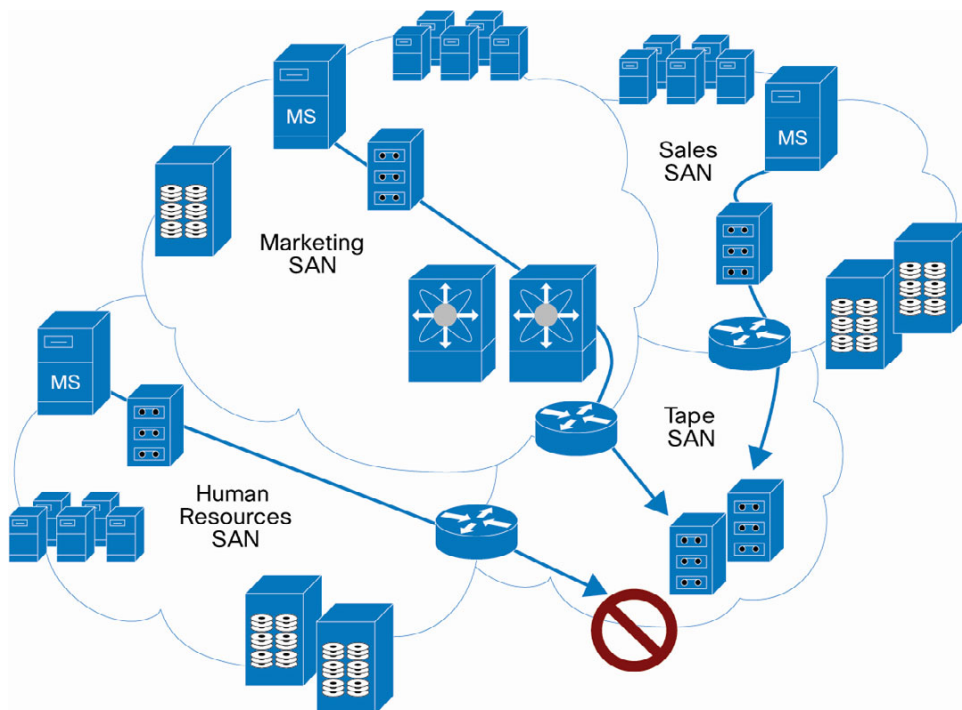 MS
Sales
SAN
MS
Marketing
SAN
MS
Tape
SAN
Human
Resources
SAN